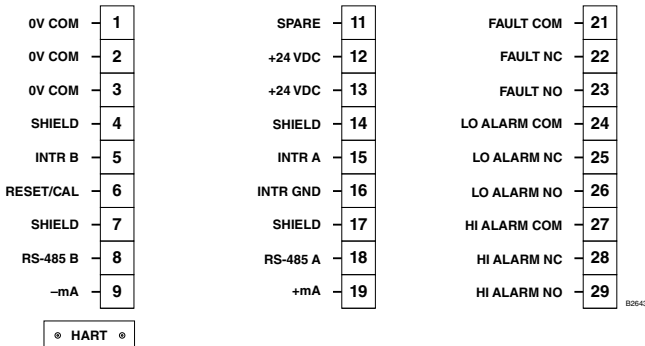 0V COM 1
0V COM 2
0V COM 3
SHIELD 4
INTR B 5
RESET/CAL 6
SHIELD 7
RS-485 B 8
–mA 9
HART
SPARE 11
+24 VDC 12
+24 VDC 13
SHIELD 14
INTR A 15
INTR GND 16
SHIELD 17
RS-485 A 18
+mA 19
FAULT COM 21
FAULT NC 22
FAULT NO 23
LO ALARM COM 24
LO ALARM NC 25
LO ALARM NO 26
HI ALARM COM 27
HI ALARM NC 28
HI ALARM NO 29
B2643